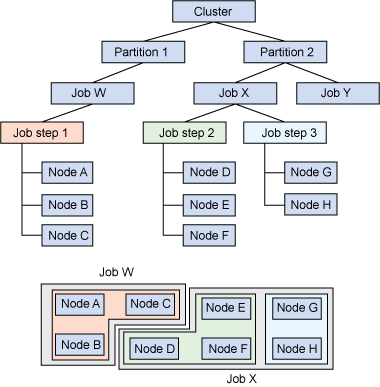 Cluster
Partition 1 Partition 2
Job W Job X Job Y
Job step 1 Job step 2 Job step 3
Node A Node D Node G
Node B Node E Node H
Node C Node F
Job W
Node A Node C Node E Node G
Node B Node D Node F Node H
Job X